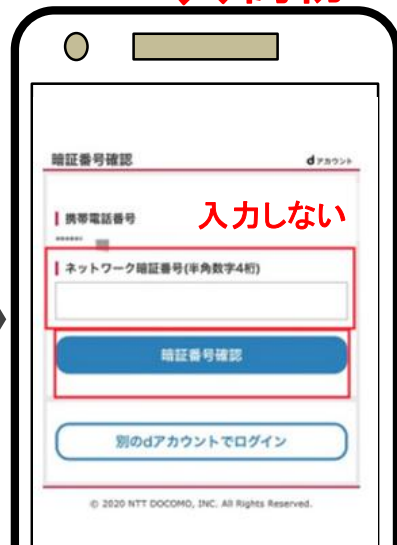 暗証番号確認
dアカウント
携帯電話番号
入力しない
******
ネットワーク暗証番号(半角数字4桁)
暗証番号確認
別のdアカウントでログイン
© 2020 NTT DOCOMO, INC. All Rights Reserved.